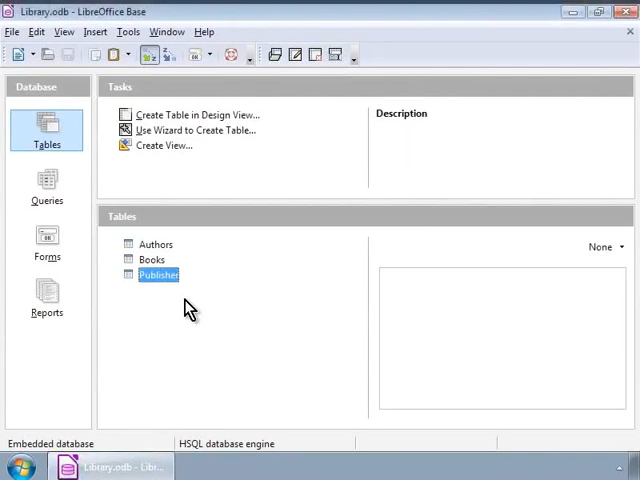 Library.odb - LibreOffice Base
File Edit View Insert Tools Window Help
Database
Tasks
Tables
Queries
Forms
Reports
Create Table in Design View...
Use Wizard to Create Table...
Create View...
Description
Tables
Authors
Books
Publisher
None
Embedded database
HSQL database engine
Library.odb - Libr...